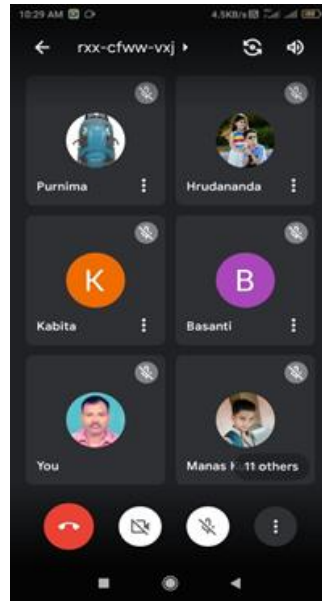 10:29 AM
4.5KB/s
rxx-cfww-vxj
Purnima
Hrudananda
K
Kabita
B
Basanti
You
Manas
11 others